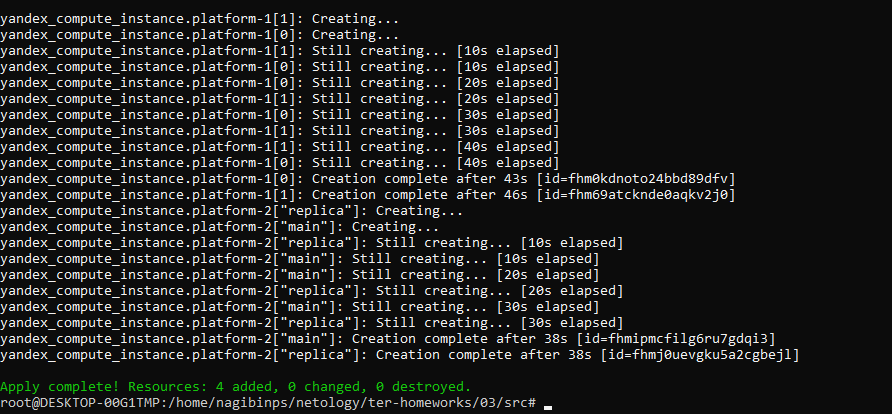 yandex_compute_instance.platform-1[1]: Creating...
yandex_compute_instance.platform-1[0]: Creating...
yandex_compute_instance.platform-1[1]: Still creating... [10s elapsed]
yandex_compute_instance.platform-1[0]: Still creating... [10s elapsed]
yandex_compute_instance.platform-1[0]: Still creating... [20s elapsed]
yandex_compute_instance.platform-1[1]: Still creating... [20s elapsed]
yandex_compute_instance.platform-1[0]: Still creating... [30s elapsed]
yandex_compute_instance.platform-1[1]: Still creating... [30s elapsed]
yandex_compute_instance.platform-1[1]: Still creating... [40s elapsed]
yandex_compute_instance.platform-1[0]: Still creating... [40s elapsed]
yandex_compute_instance.platform-1[0]: Creation complete after 43s [id=fhm0kdnoto24bbd89dfv]
yandex_compute_instance.platform-1[1]: Creation complete after 46s [id=fhm69atcknde0aqkv2j0]
yandex_compute_instance.platform-2["replica"]: Creating...
yandex_compute_instance.platform-2["main"]: Creating...
yandex_compute_instance.platform-2["replica"]: Still creating... [10s elapsed]
yandex_compute_instance.platform-2["main"]: Still creating... [10s elapsed]
yandex_compute_instance.platform-2["main"]: Still creating... [20s elapsed]
yandex_compute_instance.platform-2["replica"]: Still creating... [20s elapsed]
yandex_compute_instance.platform-2["main"]: Still creating... [30s elapsed]
yandex_compute_instance.platform-2["replica"]: Still creating... [30s elapsed]
yandex_compute_instance.platform-2["main"]: Creation complete after 38s [id=fhmipmcfilg6ru7gdqi3]
yandex_compute_instance.platform-2["replica"]: Creation complete after 38s [id=fhmj0uevgku5a2cgbejl]
Apply complete! Resources: 4 added, 0 changed, 0 destroyed.
root@DESKTOP-00G1TMP:/home/nagibinps/netology/ter-homeworks/03/src#